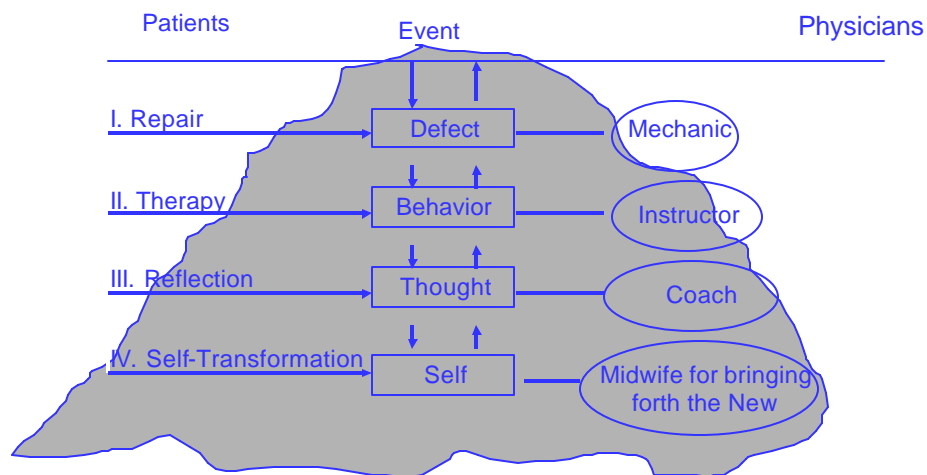 Patients
Event
Physicians
I. Repair
Defect
Mechanic
II. Therapy
Behavior
Instructor
III. Reflection
Thought
Coach
IV. Self-Transformation
Self
Midwife for bringing
forth the New